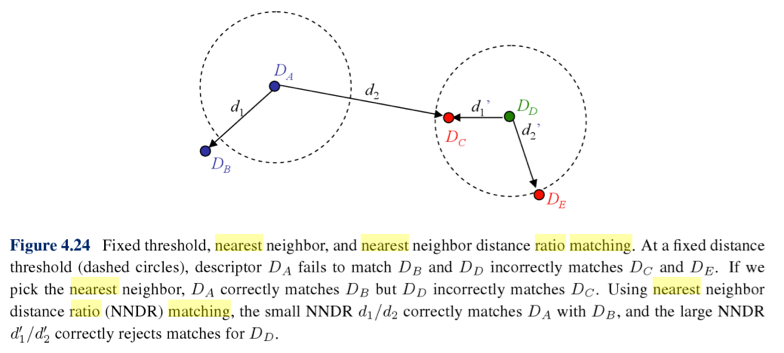 D_A
d_1
d_2
D_B
d_1'
D_D
D_C
d_2'
D_E
Figure 4.24 Fixed threshold, nearest neighbor, and nearest neighbor distance ratio matching. At a fixed distance
threshold (dashed circles), descriptor D_A fails to match D_B and D_D incorrectly matches D_C and D_E. If we
pick the nearest neighbor, D_A correctly matches D_B but D_D incorrectly matches D_C. Using nearest neighbor
distance ratio (NNDR) matching, the small NNDR d_1/d_2 correctly matches D_A with D_B, and the large NNDR
d'_1/d'_2 correctly rejects matches for D_D.